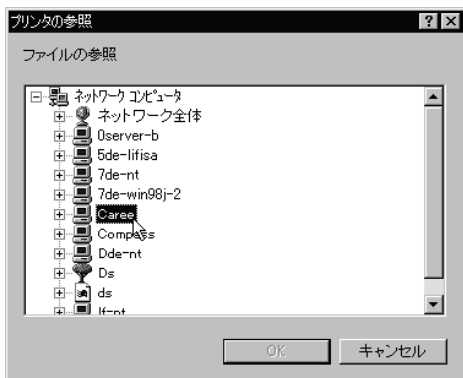 プリンタの参照
ファイルの参照
ネットワーク コンピュータ
ネットワーク全体
0server-b
5de-lifisa
7de-nt
7de-win98j-2
Caree
Compass
Dde-nt
Ds
ds
lf-nt
OK
キャンセル